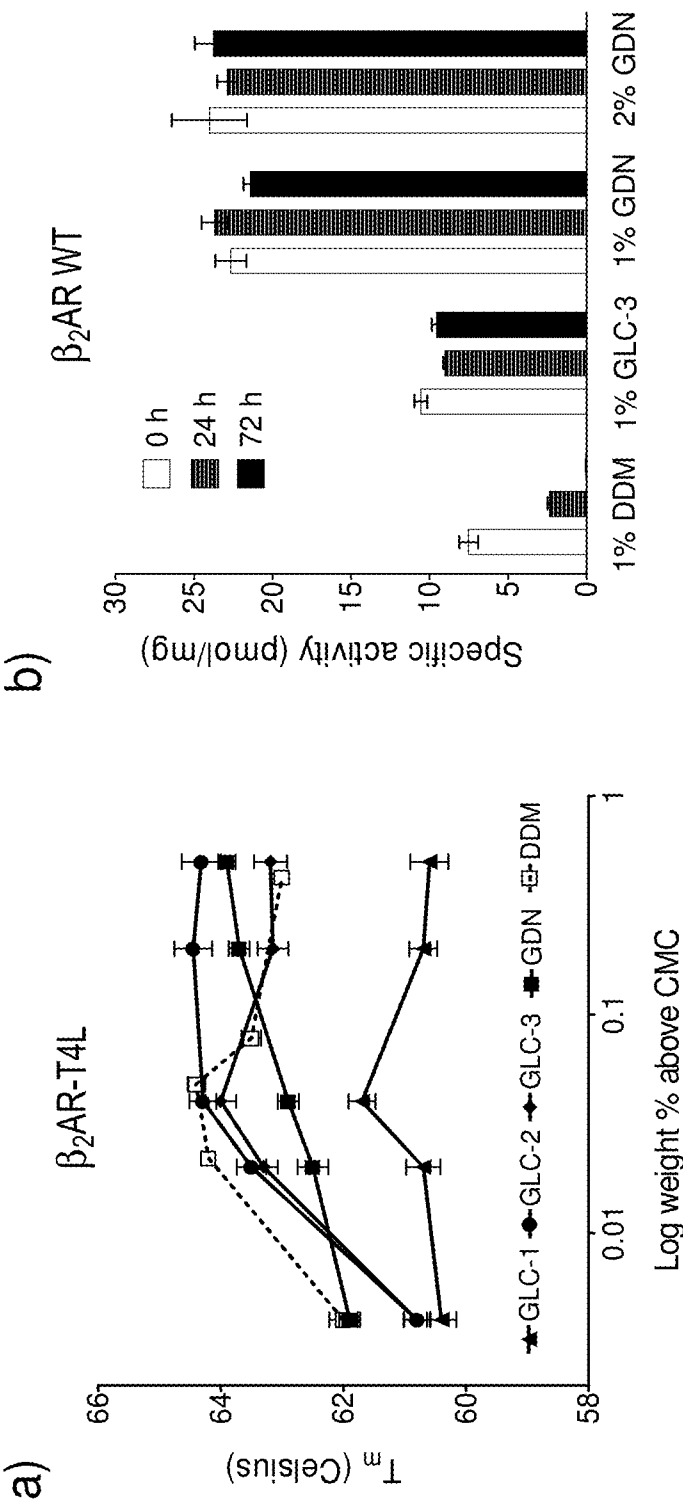 a)
β₂AR-T4L
Tₘ (Celsius)
66
64
62
60
58
0.01
0.1
1
GLC-1 GLC-2 GLC-3 GDN DDM
Log weight % above CMC
b)
β₂AR WT
Specific activity (pmol/mg)
30
25
20
15
10
5
0
0 h
24 h
72 h
1% DDM 1% GLC-3 1% GDN 2% GDN